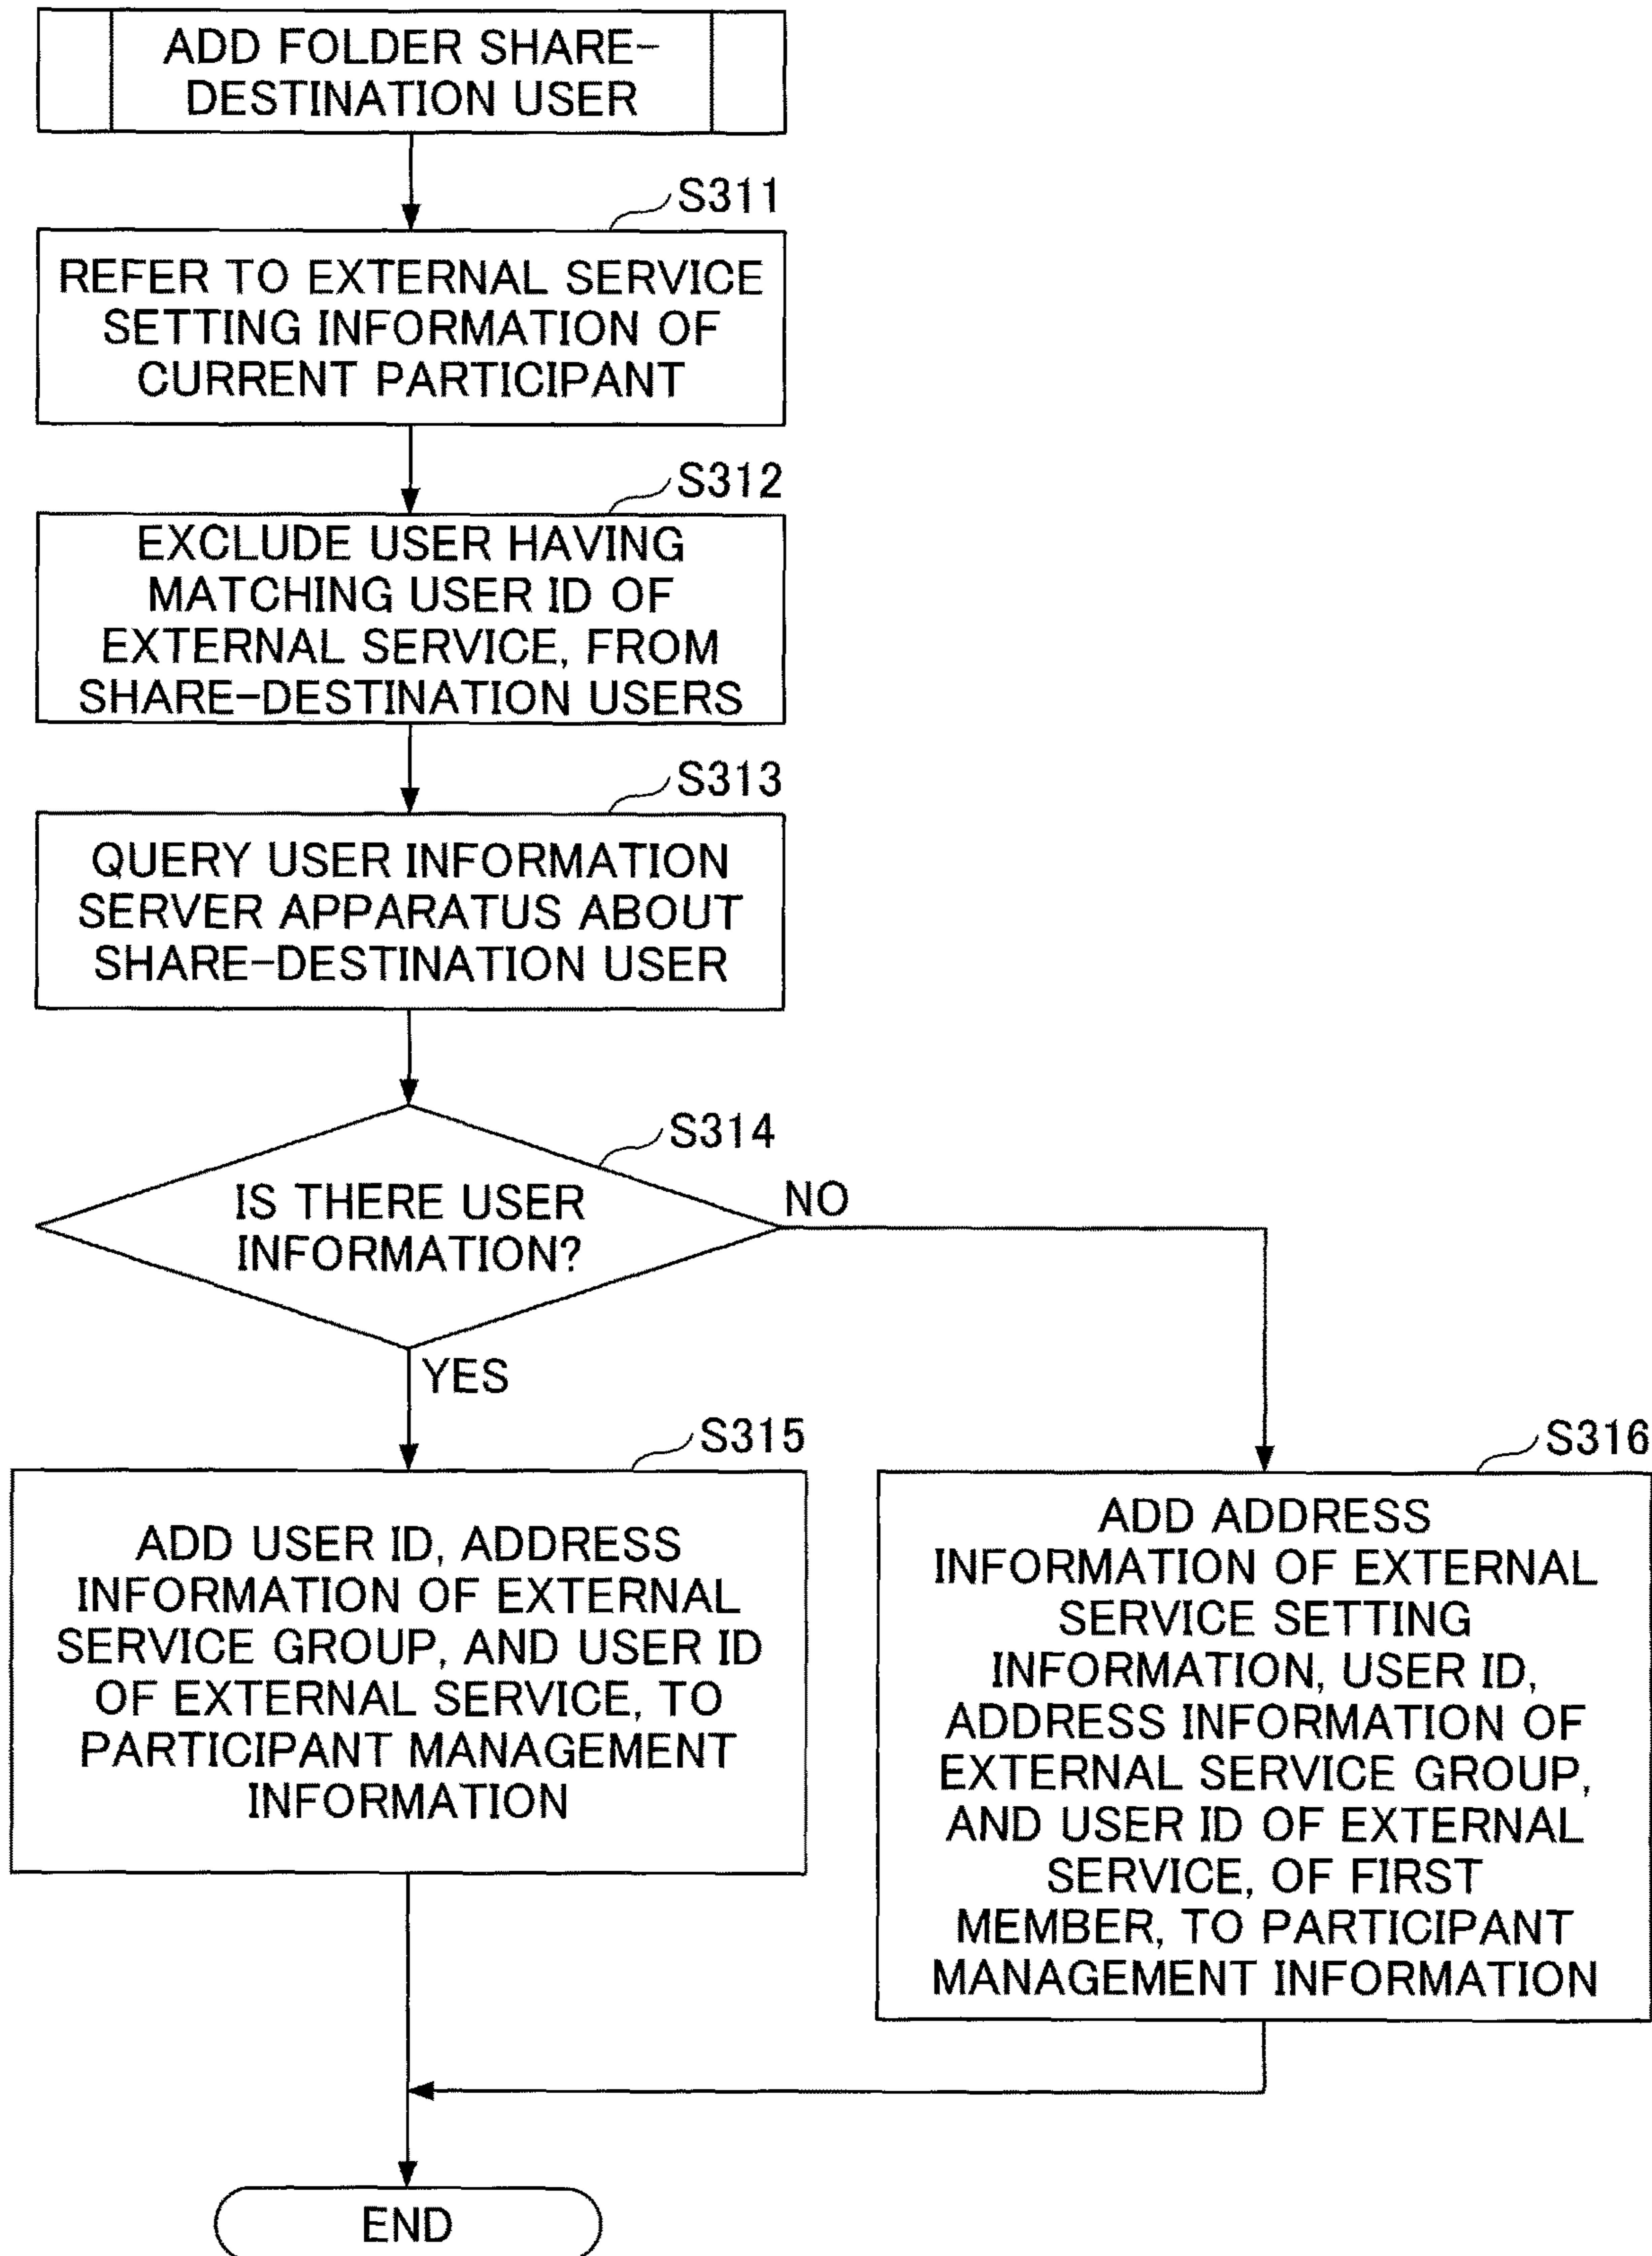 ADD FOLDER SHARE-
DESTINATION USER
S311
REFER TO EXTERNAL SERVICE
SETTING INFORMATION OF
CURRENT PARTICIPANT
S312
EXCLUDE USER HAVING
MATCHING USER ID OF
EXTERNAL SERVICE, FROM
SHARE-DESTINATION USERS
S313
QUERY USER INFORMATION
SERVER APPARATUS ABOUT
SHARE-DESTINATION USER
S314
IS THERE USER
INFORMATION?
NO
YES
S315
ADD USER ID, ADDRESS
INFORMATION OF EXTERNAL
SERVICE GROUP, AND USER ID
OF EXTERNAL SERVICE, TO
PARTICIPANT MANAGEMENT
INFORMATION
S316
ADD ADDRESS
INFORMATION OF EXTERNAL
SERVICE SETTING
INFORMATION, USER ID,
ADDRESS INFORMATION OF
EXTERNAL SERVICE GROUP,
AND USER ID OF EXTERNAL
SERVICE, OF FIRST
MEMBER, TO PARTICIPANT
MANAGEMENT INFORMATION
END